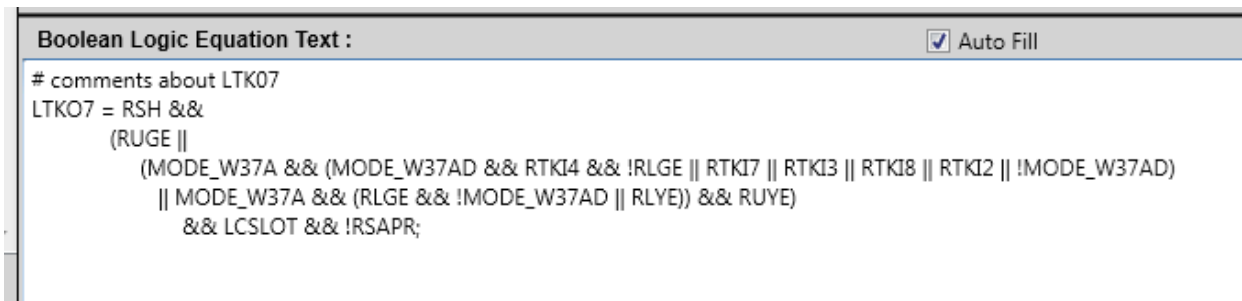 Boolean Logic Equation Text : Auto Fill
# comments about LTK07
LTKO7 = RSH &&
(RUGE ||
(MODE_W37A && (MODE_W37AD && RTKI4 && !RLGE || RTKI7 || RTKI3 || RTKI8 || RTKI2 || !MODE_W37AD)
|| MODE_W37A && (RLGE && !MODE_W37AD || RLYE)) && RUYE)
&& LCSLOT && !RSAPR;